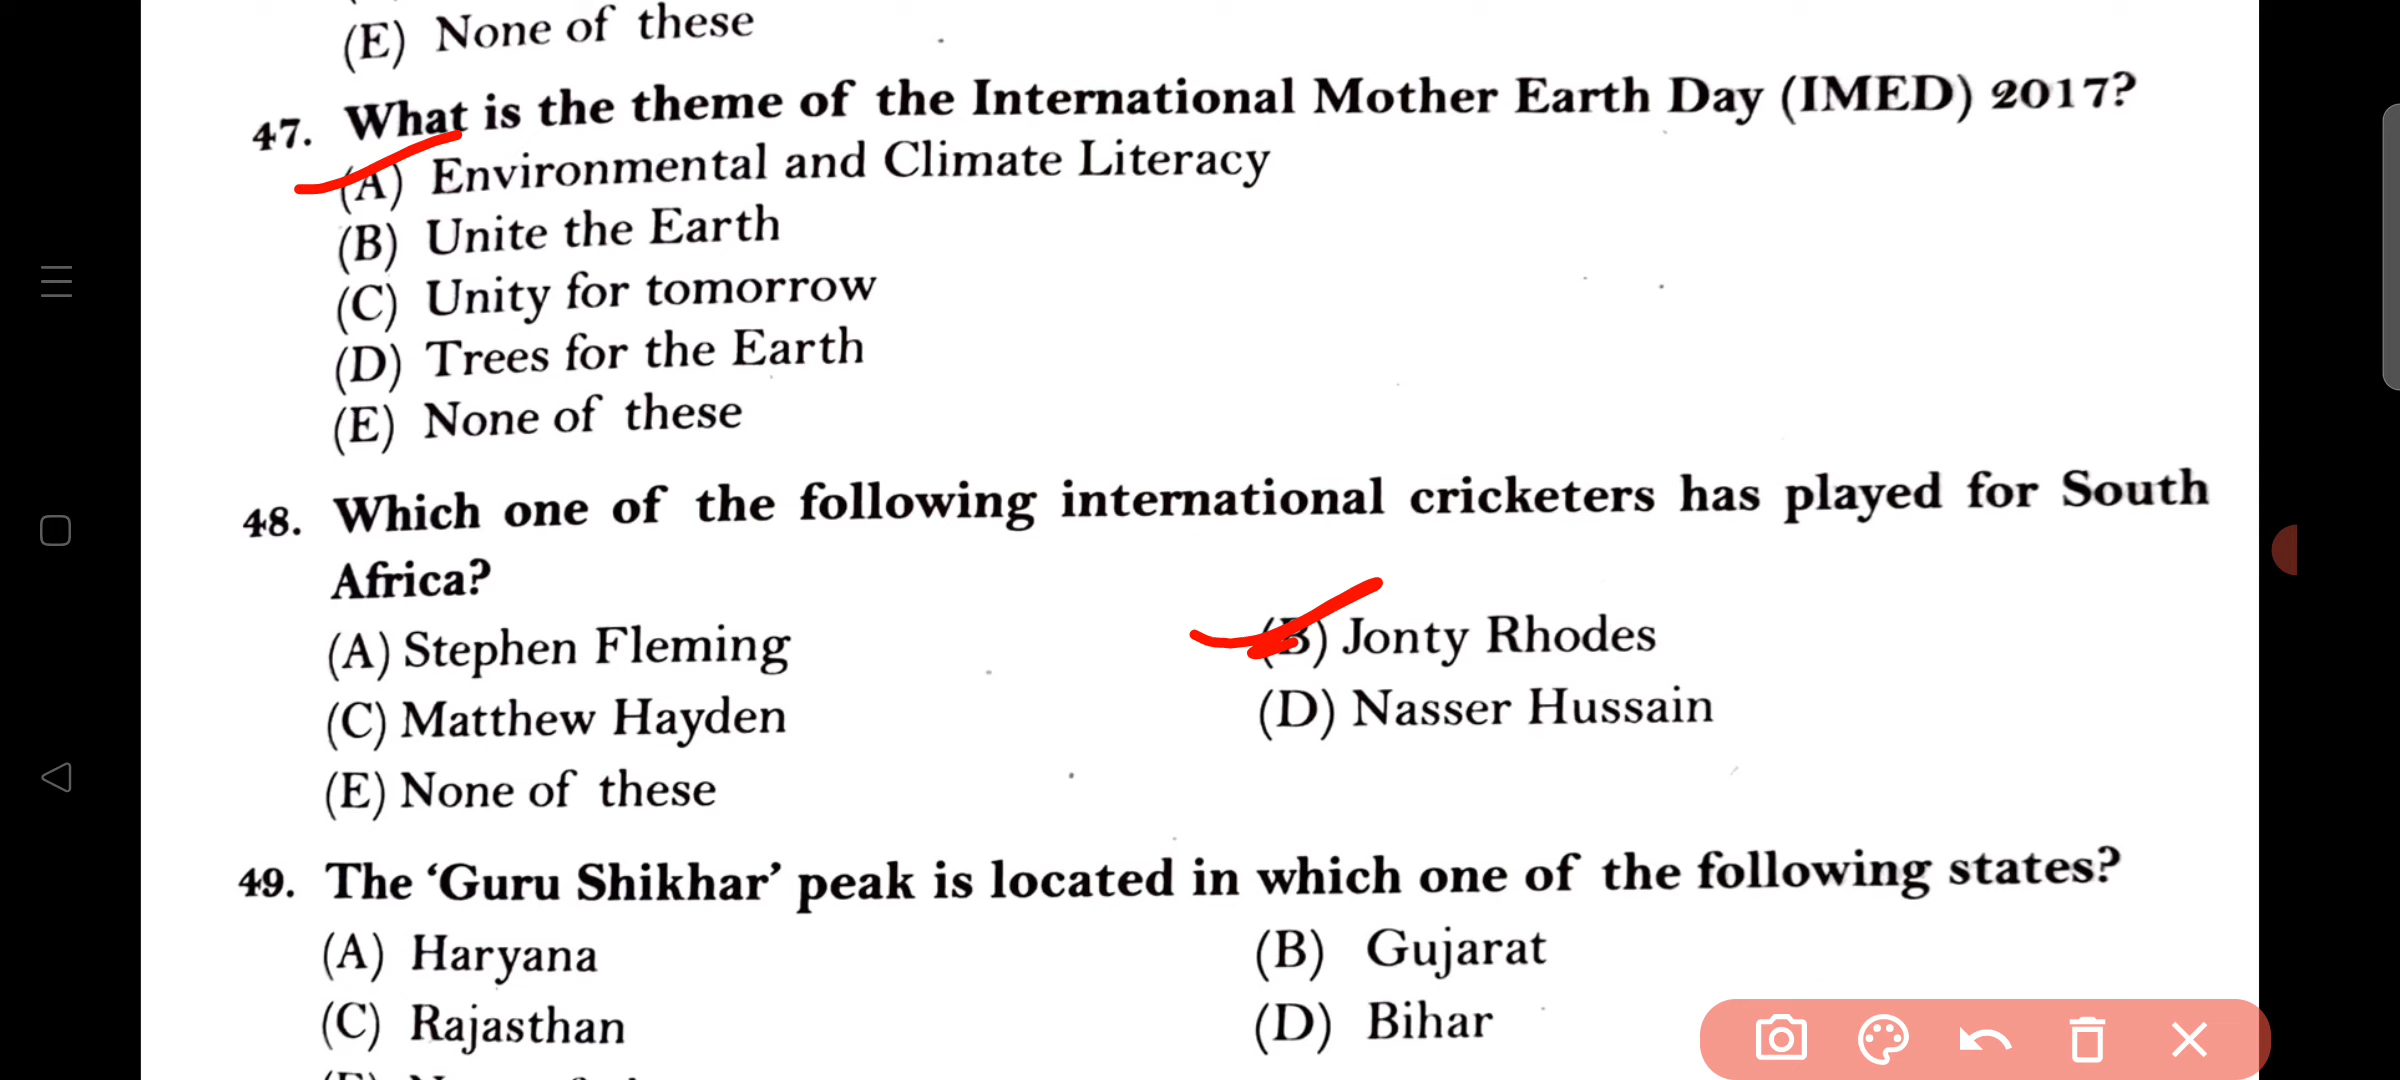 (E) None of these
47. What is the theme of the International Mother Earth Day (IMED) 2017?
(A) Environmental and Climate Literacy
(B) Unite the Earth
(C) Unity for tomorrow
(D) Trees for the Earth
(E) None of these
48. Which one of the following international cricketers has played for South
Africa?
(A) Stephen Fleming
(B) Jonty Rhodes
(C) Matthew Hayden
(D) Nasser Hussain
(E) None of these
49. The ‘Guru Shikhar’ peak is located in which one of the following states?
(A) Haryana
(B) Gujarat
(C) Rajasthan
(D) Bihar